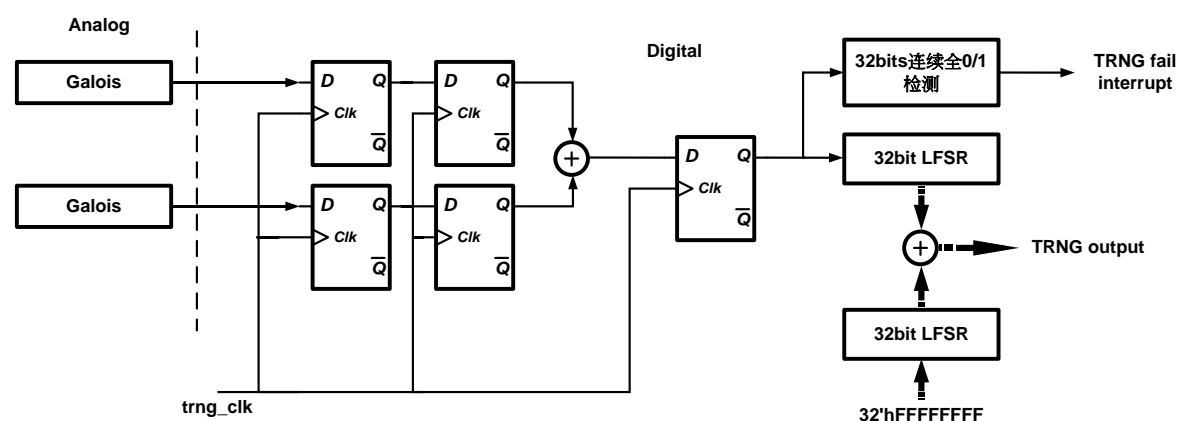 Analog
Digital
Galois
D Q
Clk
Q
D Q
Clk
Q
32bits连续全0/1
检测
TRNG fail
interrupt
D Q
Clk
Q
32bit LFSR
Galois
D Q
Clk
Q
D Q
Clk
Q
TRNG output
32bit LFSR
trng_clk
32'hFFFFFFFF